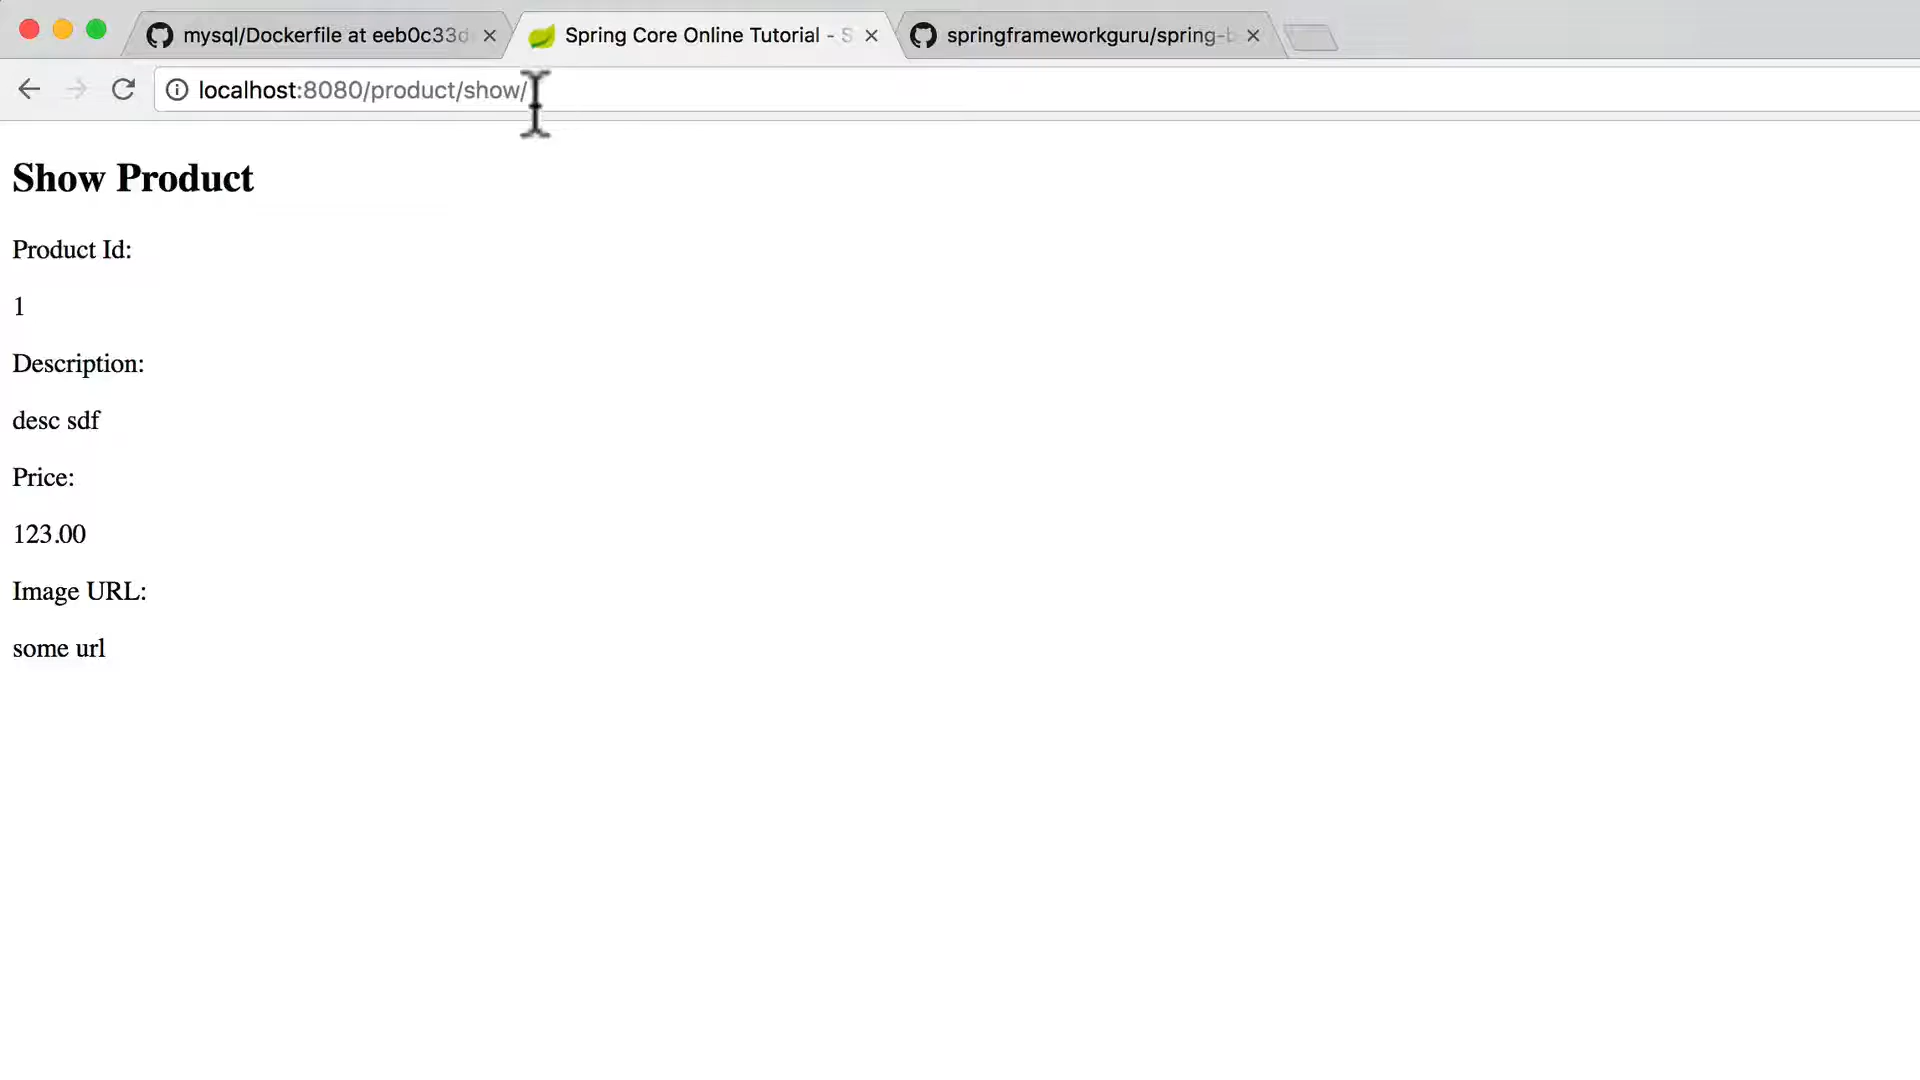 mysql/Dockerfile at eeb0c33d
Spring Core Online Tutorial - S
springframeworkguru/spring-b
localhost:8080/product/show/
Show Product
Product Id:
1
Description:
desc sdf
Price:
123.00
Image URL:
some url